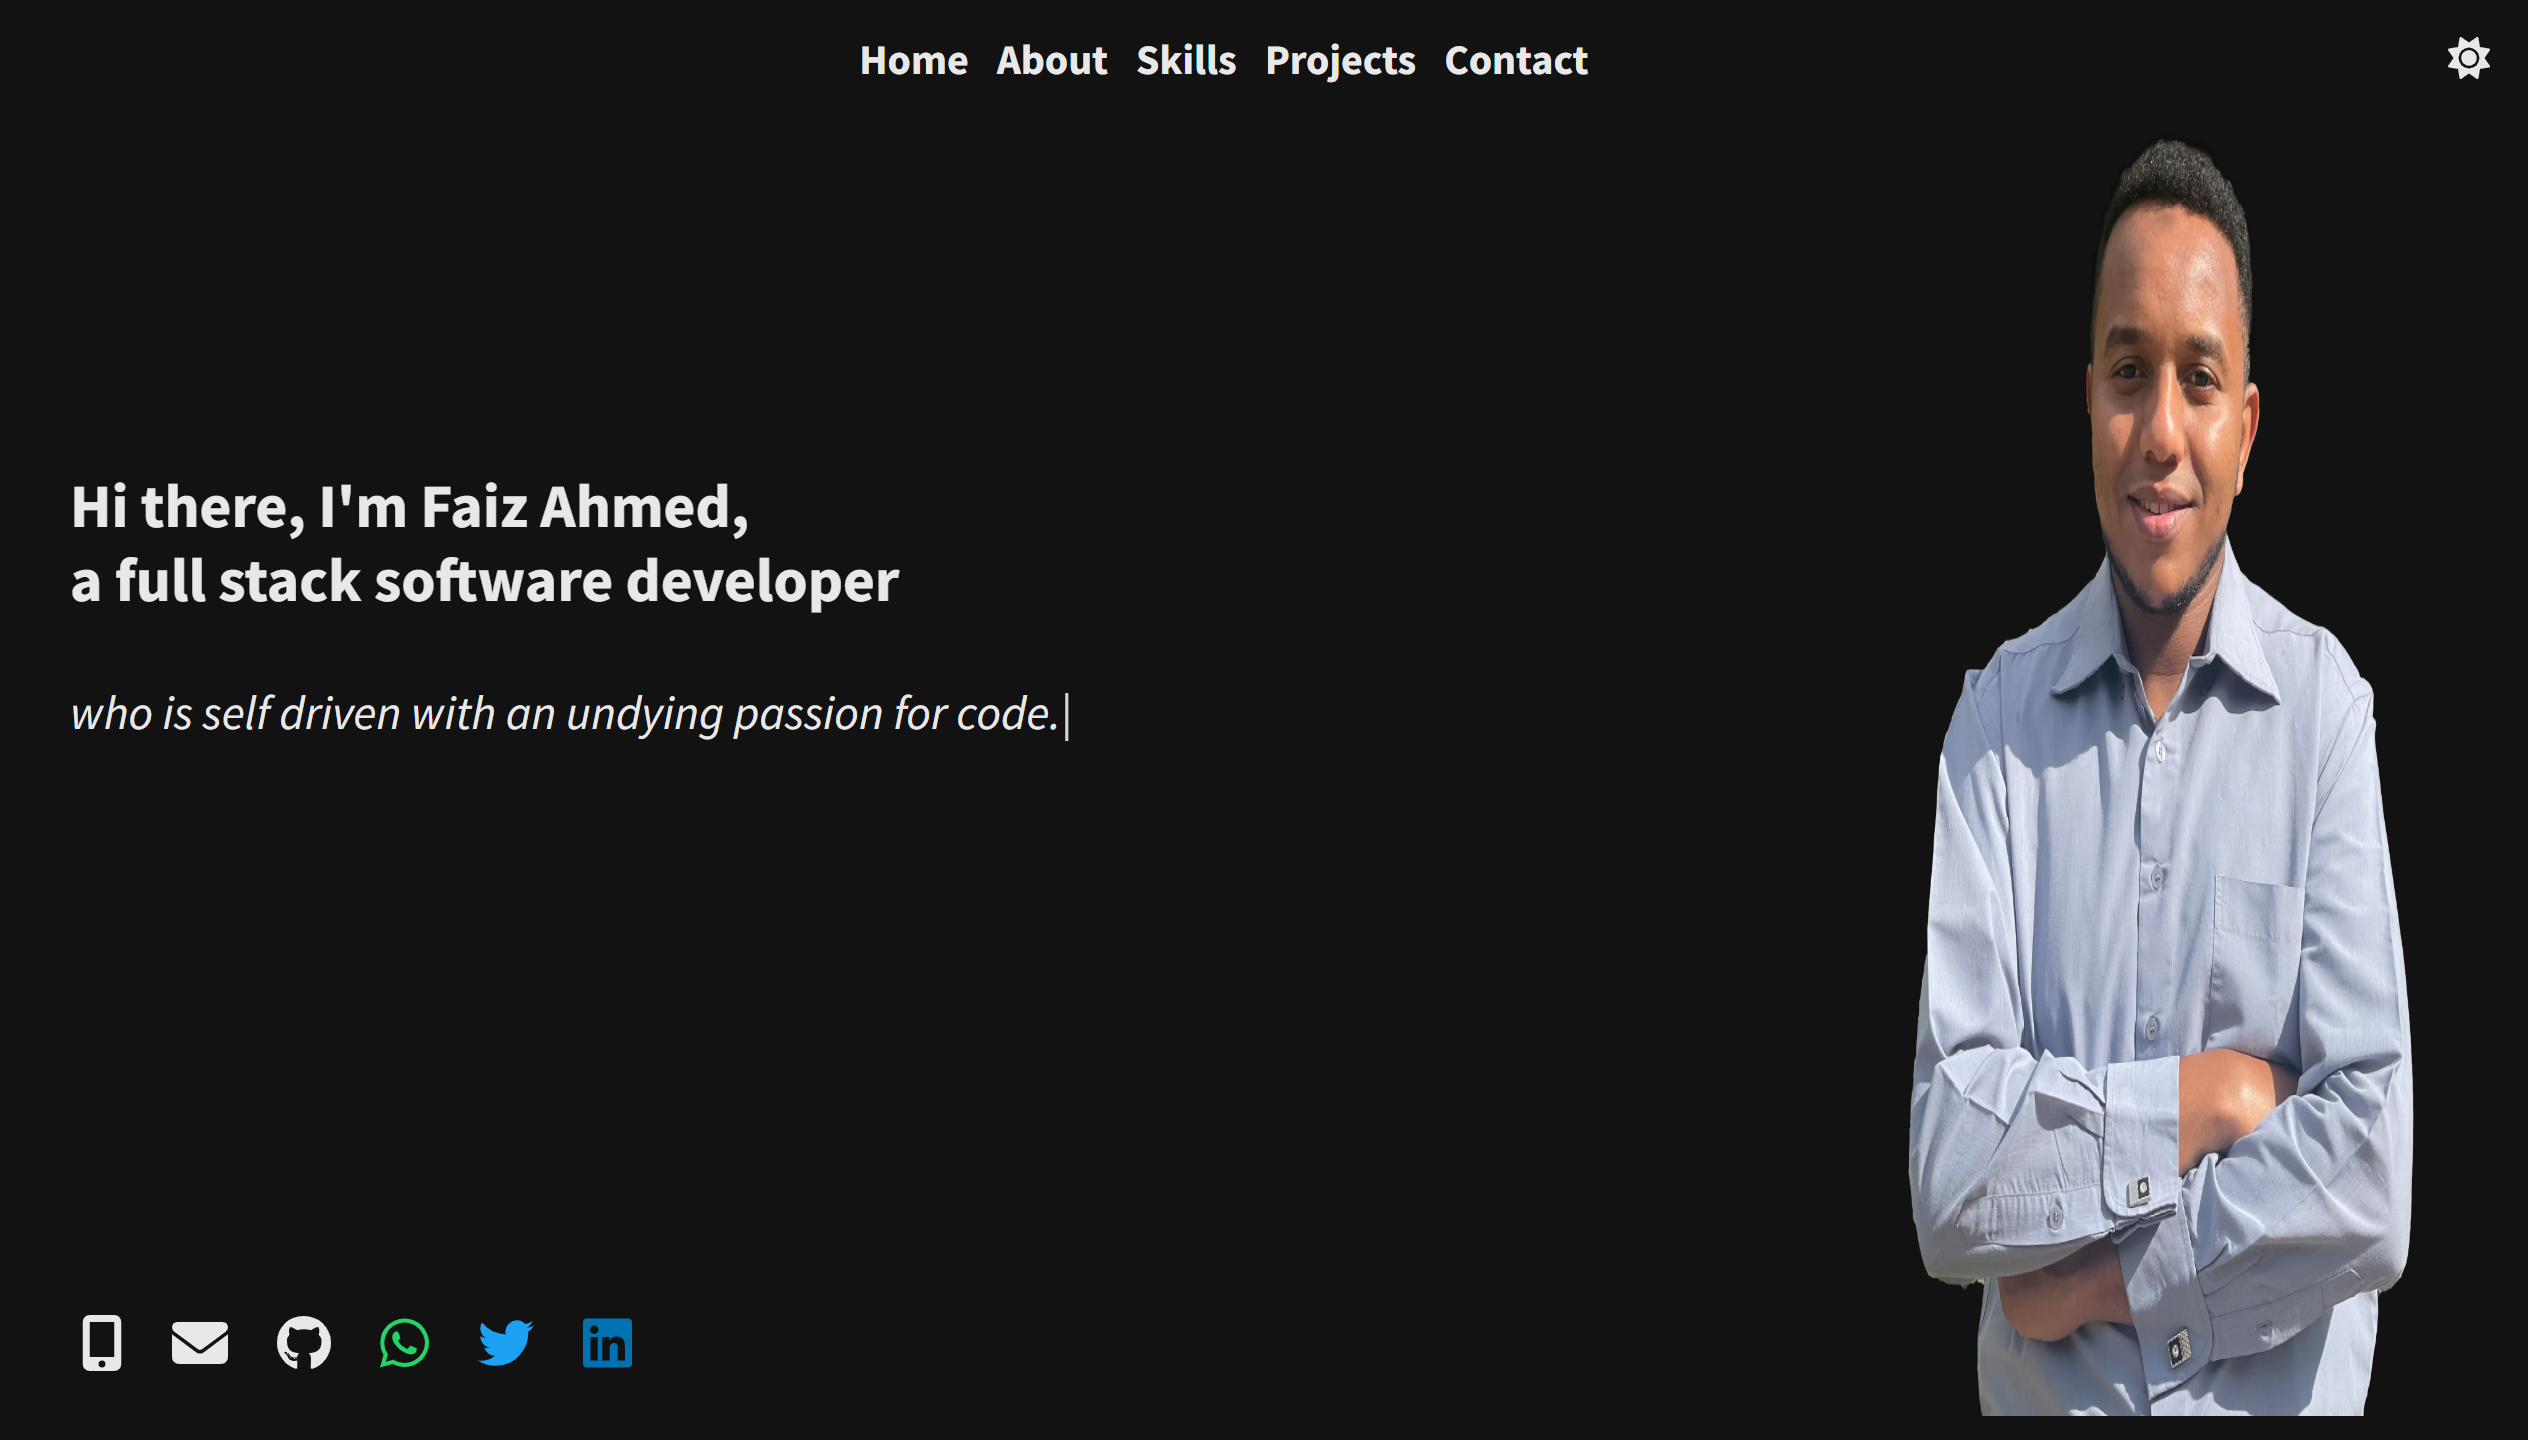 Home About Skills Projects Contact
Hi there, I'm Faiz Ahmed,
a full stack software developer
who is self driven with an undying passion for code.|
in